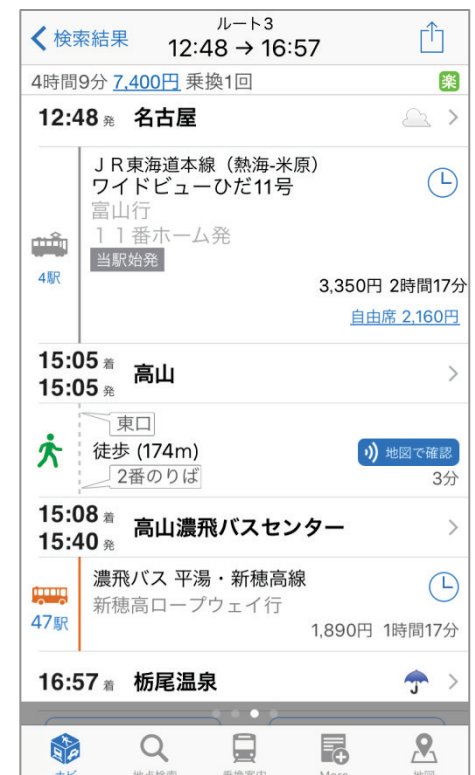 ルート3
検索結果
12:48 → 16:57
4時間9分 7,400円 乗換1回
楽
12:48 発 名古屋
JR東海道本線（熱海-米原）
ワイドビューひだ11号
富山行
11番ホーム発
当駅始発
4駅
3,350円 2時間17分
自由席 2,160円
15:05 着
高山
15:05 発
東口
徒歩 (174m)
地図で確認
2番のりば
3分
15:08 着
高山濃飛バスセンター
15:40 発
濃飛バス 平湯・新穂高線
新穂高ロープウェイ行
47駅
1,890円 1時間17分
16:57 着 栃尾温泉